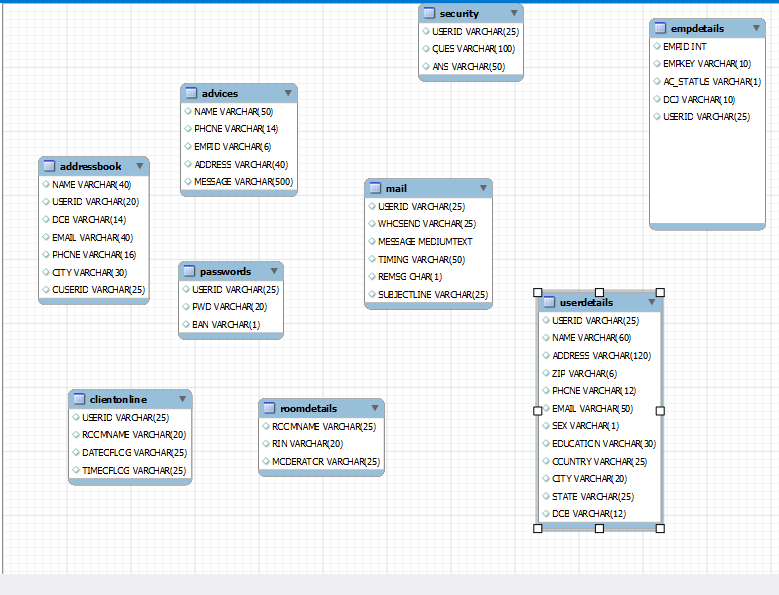 security
USERID VARCHAR(25)
QUES VARCHAR(100)
ANS VARCHAR(50)
empdetails
EMPID INT
EMPKEY VARCHAR(10)
AC_STATUS VARCHAR(1)
DOJ VARCHAR(10)
USERID VARCHAR(25)
advices
NAME VARCHAR(50)
PHONE VARCHAR(14)
EMPID VARCHAR(6)
ADDRESS VARCHAR(40)
MESSAGE VARCHAR(500)
addressbook
NAME VARCHAR(40)
USERID VARCHAR(20)
DOB VARCHAR(14)
EMAIL VARCHAR(40)
PHONE VARCHAR(16)
CITY VARCHAR(30)
OUSERID VARCHAR(25)
mail
USERID VARCHAR(25)
WHOSEND VARCHAR(25)
MESSAGE MEDIUMTEXT
TIMING VARCHAR(50)
REMSG CHAR(1)
SUBJECTLINE VARCHAR(25)
passwords
USERID VARCHAR(25)
PWD VARCHAR(20)
BAN VARCHAR(1)
userdetails
USERID VARCHAR(25)
NAME VARCHAR(60)
ADDRESS VARCHAR(120)
ZIP VARCHAR(6)
PHONE VARCHAR(12)
EMAIL VARCHAR(50)
SEX VARCHAR(1)
EDUCATION VARCHAR(30)
COUNTRY VARCHAR(25)
CITY VARCHAR(20)
STATE VARCHAR(25)
DOB VARCHAR(12)
clientonline
USERID VARCHAR(25)
ROOMNAME VARCHAR(20)
DATEOFLOG VARCHAR(25)
TIMEOFLOG VARCHAR(25)
roomdetails
ROOMNAME VARCHAR(25)
RIN VARCHAR(20)
MODERATOR VARCHAR(25)